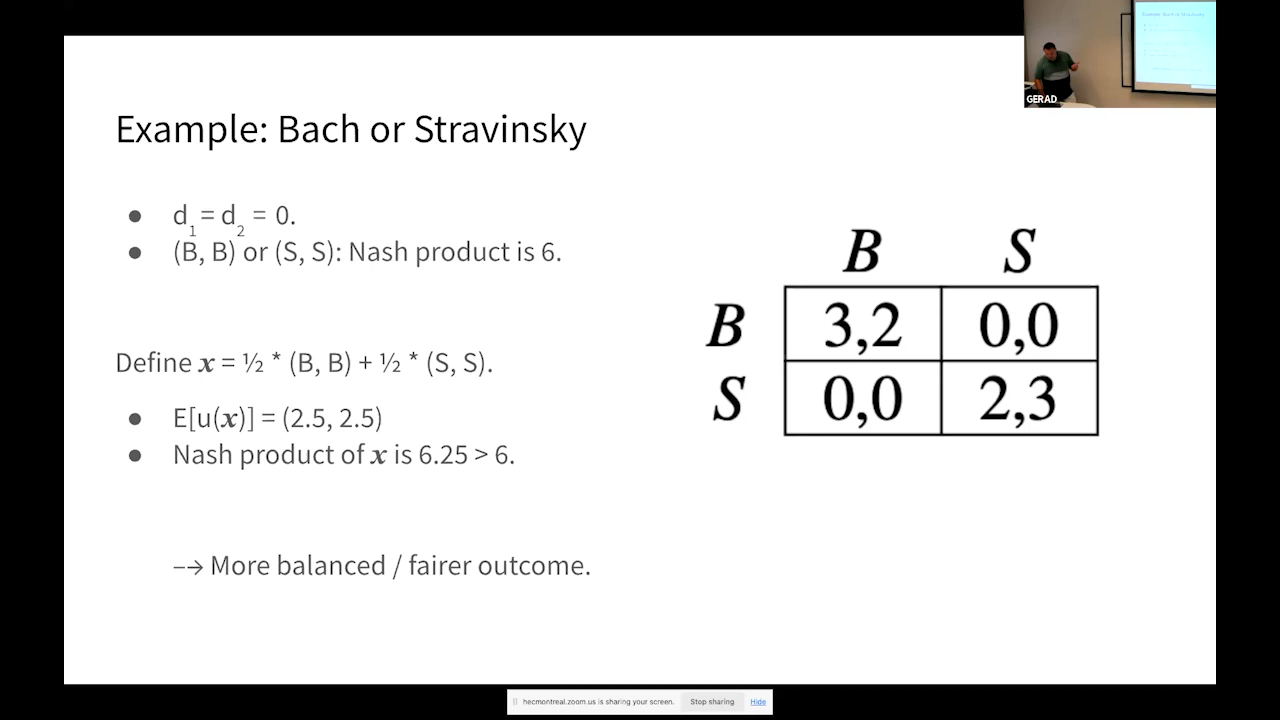 Example: Bach or Stravinsky
● d1 = d2 = 0.
● (B, B) or (S, S): Nash product is 6.
Define x = ½ * (B, B) + ½ * (S, S).
● E[u(x)] = (2.5, 2.5)
● Nash product of x is 6.25 > 6.
–→ More balanced / fairer outcome.
B S
B 3,2 0,0
S 0,0 2,3
GERAD
hecmontreal.zoom.us is sharing your screen. Stop sharing Hide